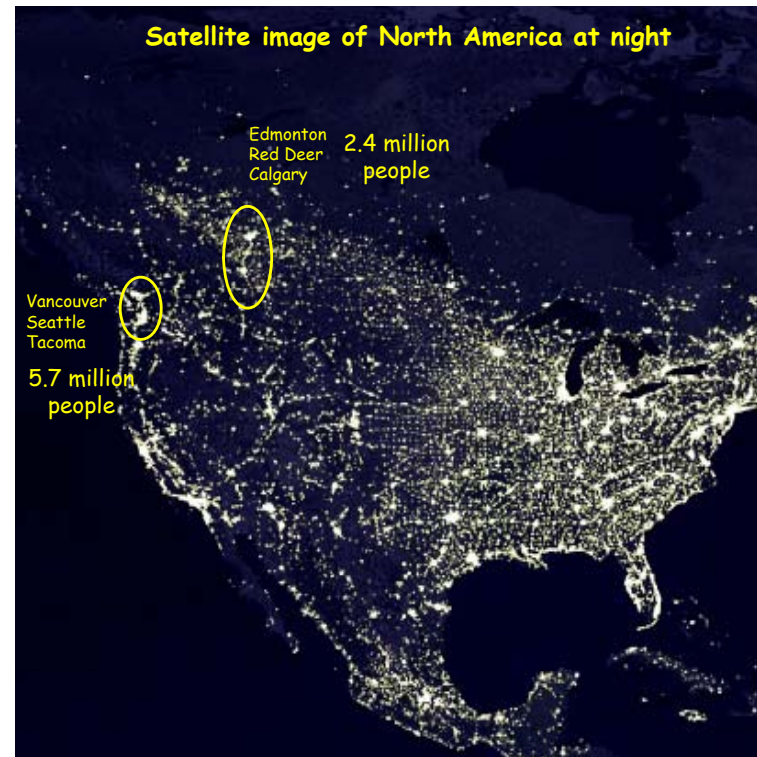 Satellite image of North America at night
Edmonton
Red Deer
Calgary
2.4 million
people
Vancouver
Seattle
Tacoma
5.7 million
people